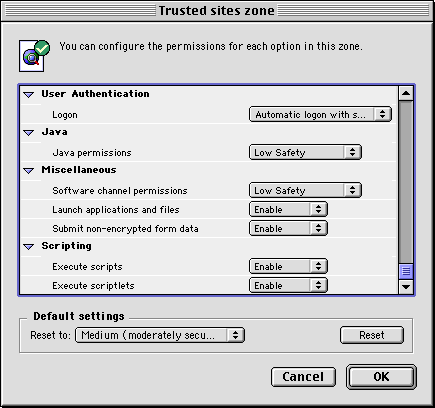 Trusted sites zone
You can configure the permissions for each option in this zone.
User Authentication
Logon Automatic logon with s...
Java
Java permissions Low Safety
Miscellaneous
Software channel permissions Low Safety
Launch applications and files Enable
Submit non-encrypted form data Enable
Scripting
Execute scripts Enable
Execute scriptlets Enable
Default settings
Reset to: Medium (moderately secu... Reset
Cancel OK